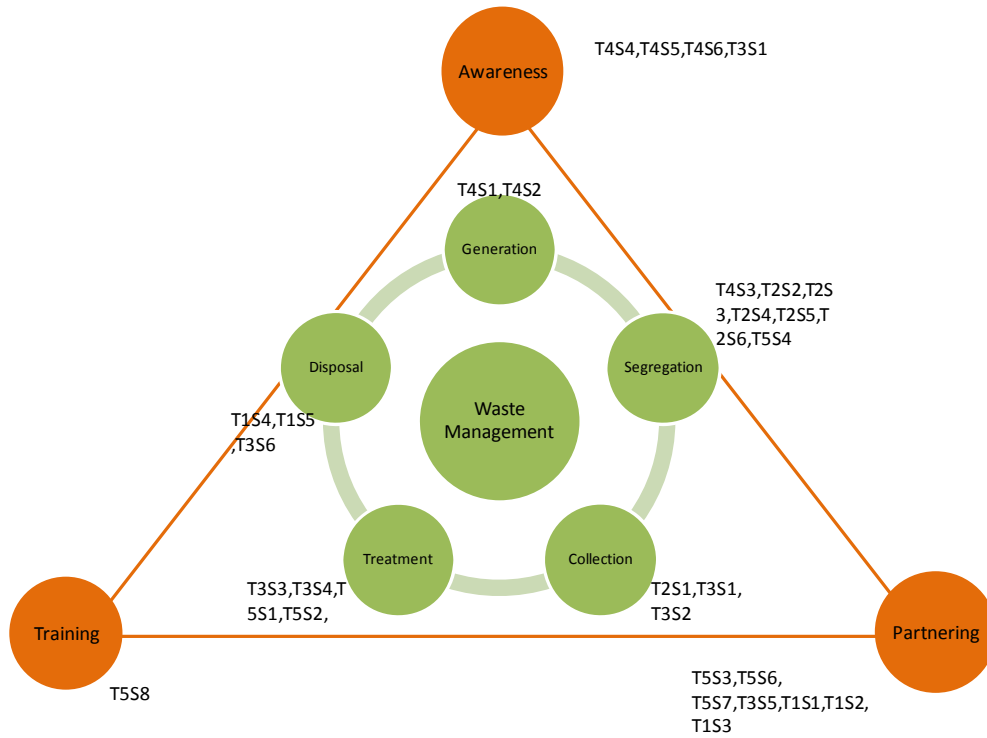 Awareness
T4S4,T4S5,T4S6,T3S1
T4S1,T4S2
Generation
T4S3,T2S2,T2S
3,T2S4,T2S5,T
2S6,T5S4
Disposal
Segregation
T1S4,T1S5
,T3S6
Waste
Management
Treatment
Collection
T3S3,T3S4,T
5S1,T5S2,
T2S1,T3S1,
T3S2
Training
Partnering
T5S8
T5S3,T5S6,
T5S7,T3S5,T1S1,T1S2,
T1S3